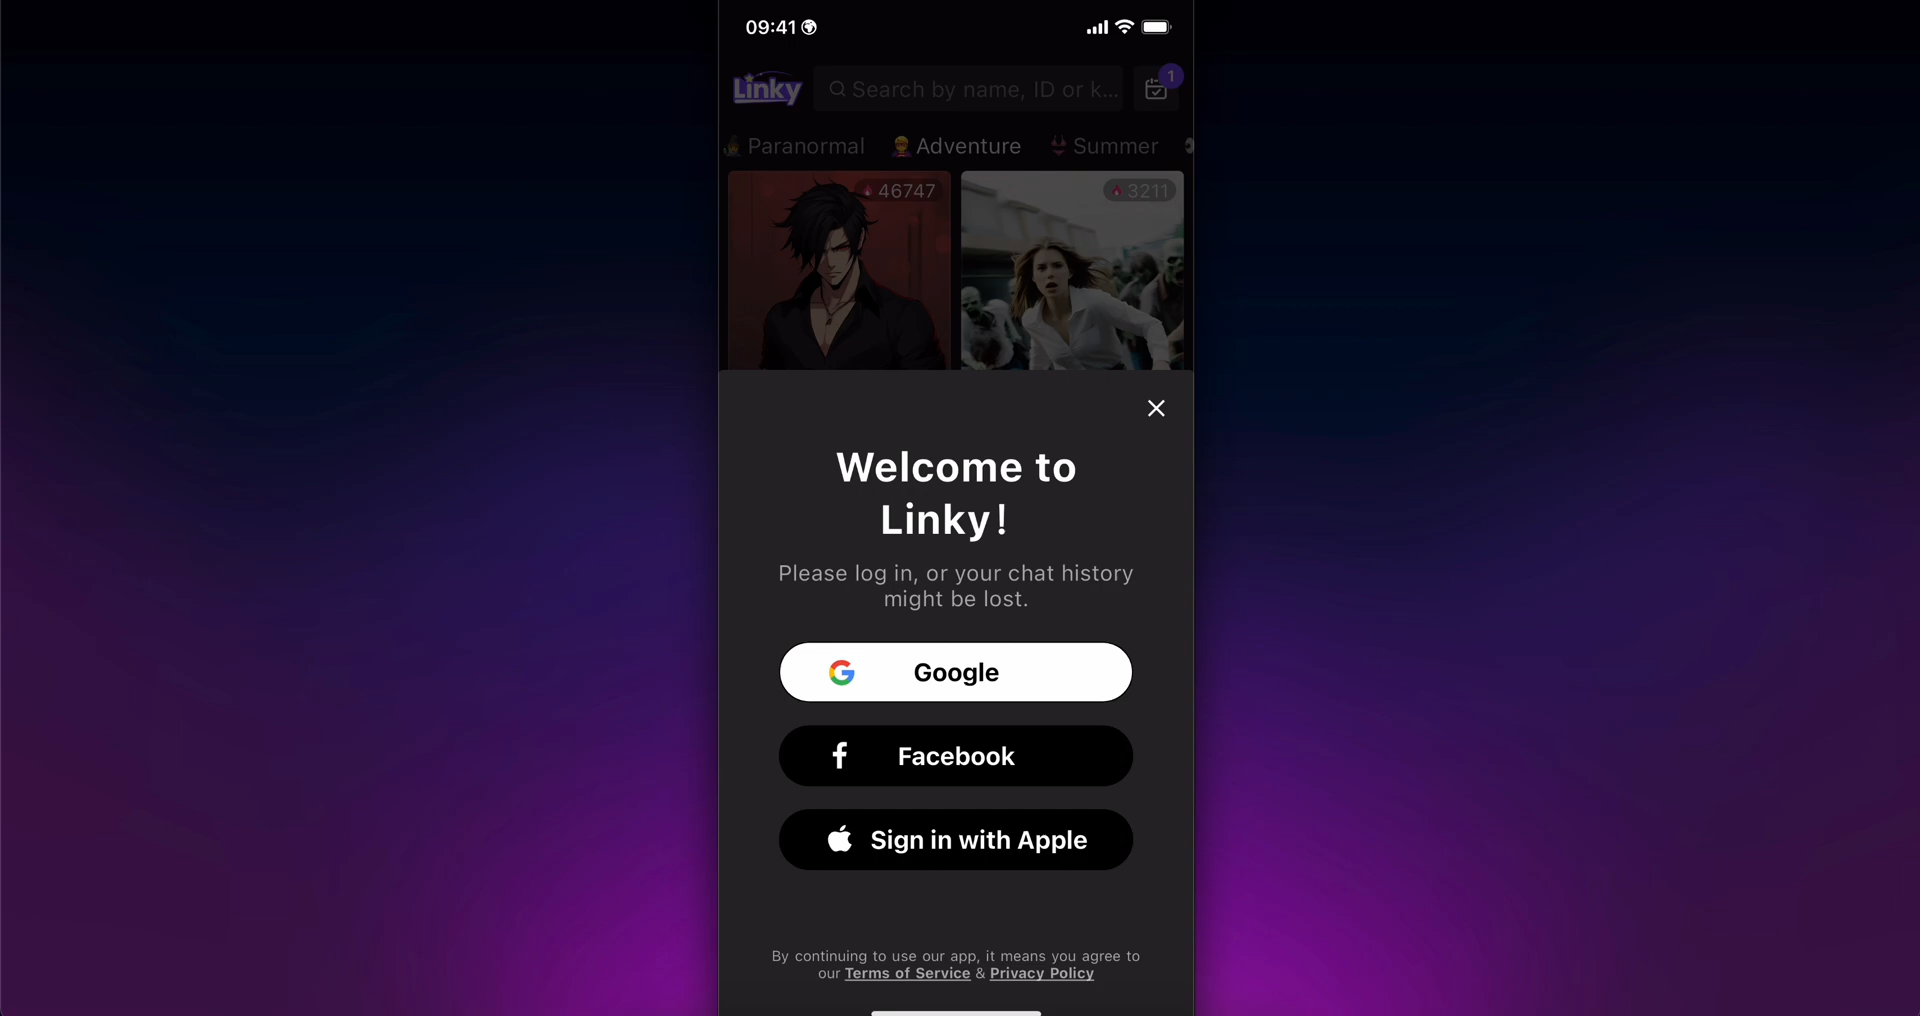 09:41
Linky
Search by name, ID or k...
1
Paranormal
Adventure
Summer
46747
3211
Welcome to
Linky!
Please log in, or your chat history
might be lost.
Google
Facebook
Sign in with Apple
By continuing to use our app, it means you agree to
our Terms of Service & Privacy Policy